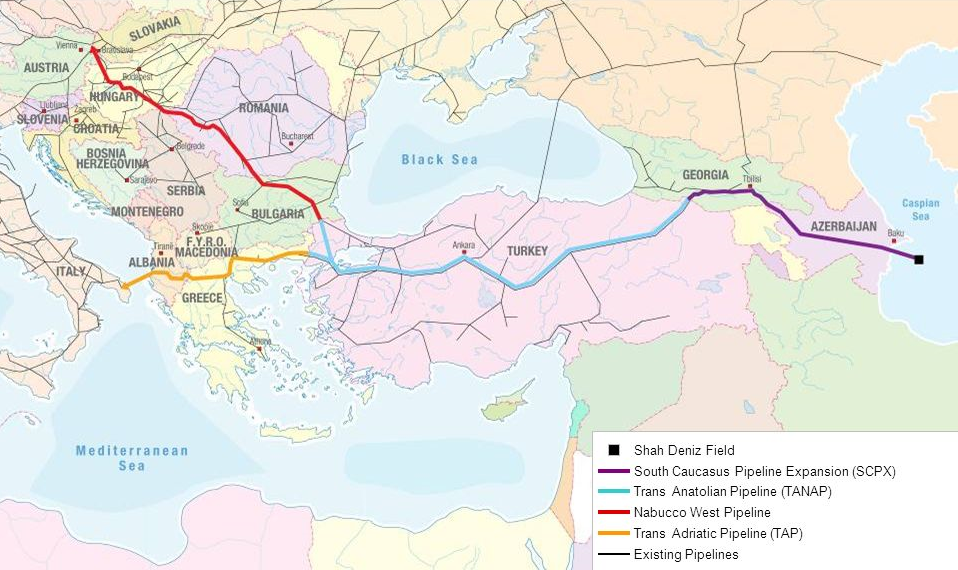 SLOVAKIA
Vienna
Bratislava
AUSTRIA
Budapest
HUNGARY
Ljubljana
SLOVENIA
Zagreb
CROATIA
ROMANIA
Bucharest
BOSNIA
HERZEGOVINA
Belgrade
Sarajevo
SERBIA
MONTENEGRO
Sofia
BULGARIA
Skopje
F.Y.R.O.
MACEDONIA
Tirane
ALBANIA
ITALY
GREECE
Athens
Black Sea
GEORGIA
Tbilisi
AZERBAIJAN
Baku
Caspian
Sea
Ankara
TURKEY
Mediterranean
Sea
Shah Deniz Field
South Caucasus Pipeline Expansion (SCPX)
Trans Anatolian Pipeline (TANAP)
Nabucco West Pipeline
Trans Adriatic Pipeline (TAP)
Existing Pipelines